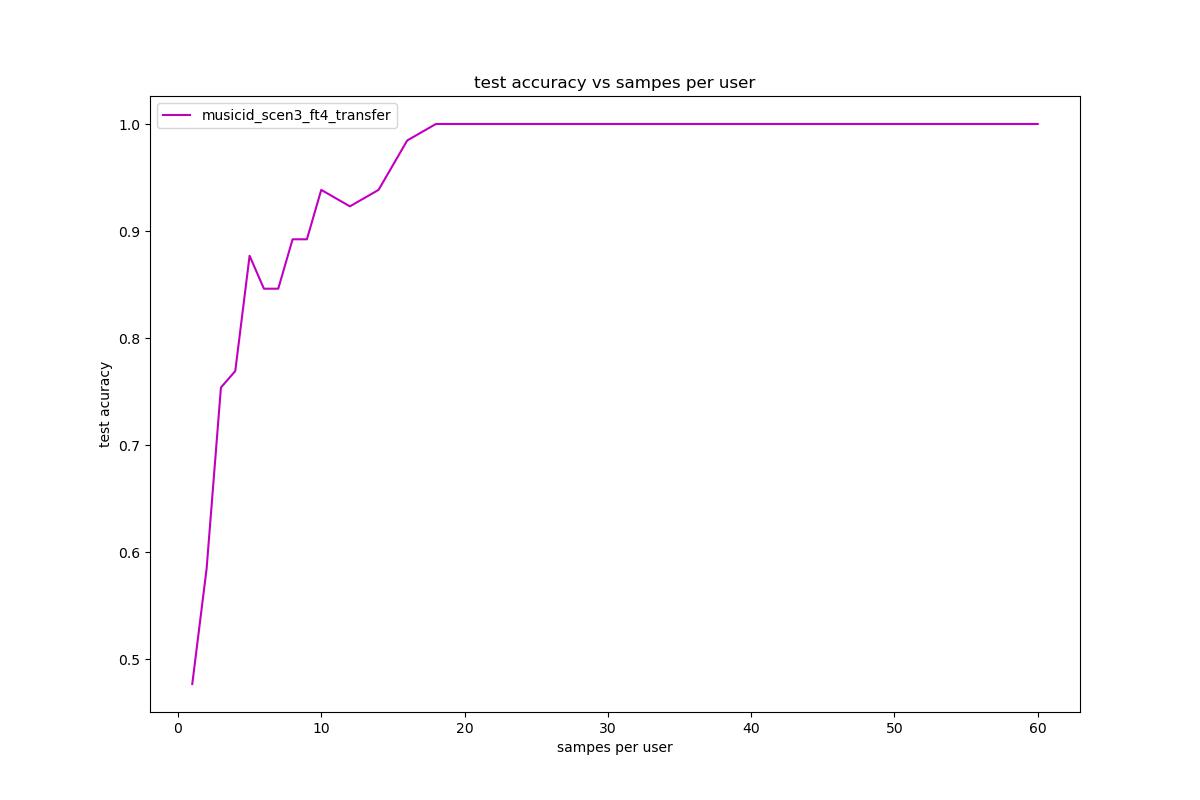 test accuracy vs sampes per user
musicid_scen3_ft4_transfer
1.0
0.9
0.8
0.7
0.6
0.5
test acuracy
0 10 20 30 40 50 60
sampes per user